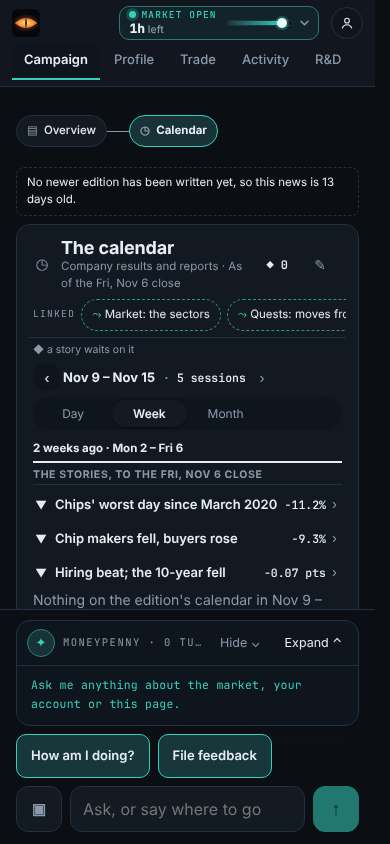 MARKET OPEN
1h left
Campaign Profile Trade Activity R&D
Overview Calendar
No newer edition has been written yet, so this news is 13
days old.
The calendar
Company results and reports · As
of the Fri, Nov 6 close
◆ 0
LINKED ⤳ Market: the sectors ⤳ Quests: moves fro
◆ a story waits on it
‹ Nov 9 – Nov 15 · 5 sessions ›
Day Week Month
2 weeks ago · Mon 2 – Fri 6
THE STORIES, TO THE FRI, NOV 6 CLOSE
▼ Chips' worst day since March 2020 -11.2% ›
▼ Chip makers fell, buyers rose -9.3% ›
▼ Hiring beat; the 10-year fell -0.07 pts ›
Nothing on the edition's calendar in Nov 9 –
MONEYPENNY · 0 TU… Hide Expand
Ask me anything about the market, your
account or this page.
How am I doing? File feedback
Ask, or say where to go